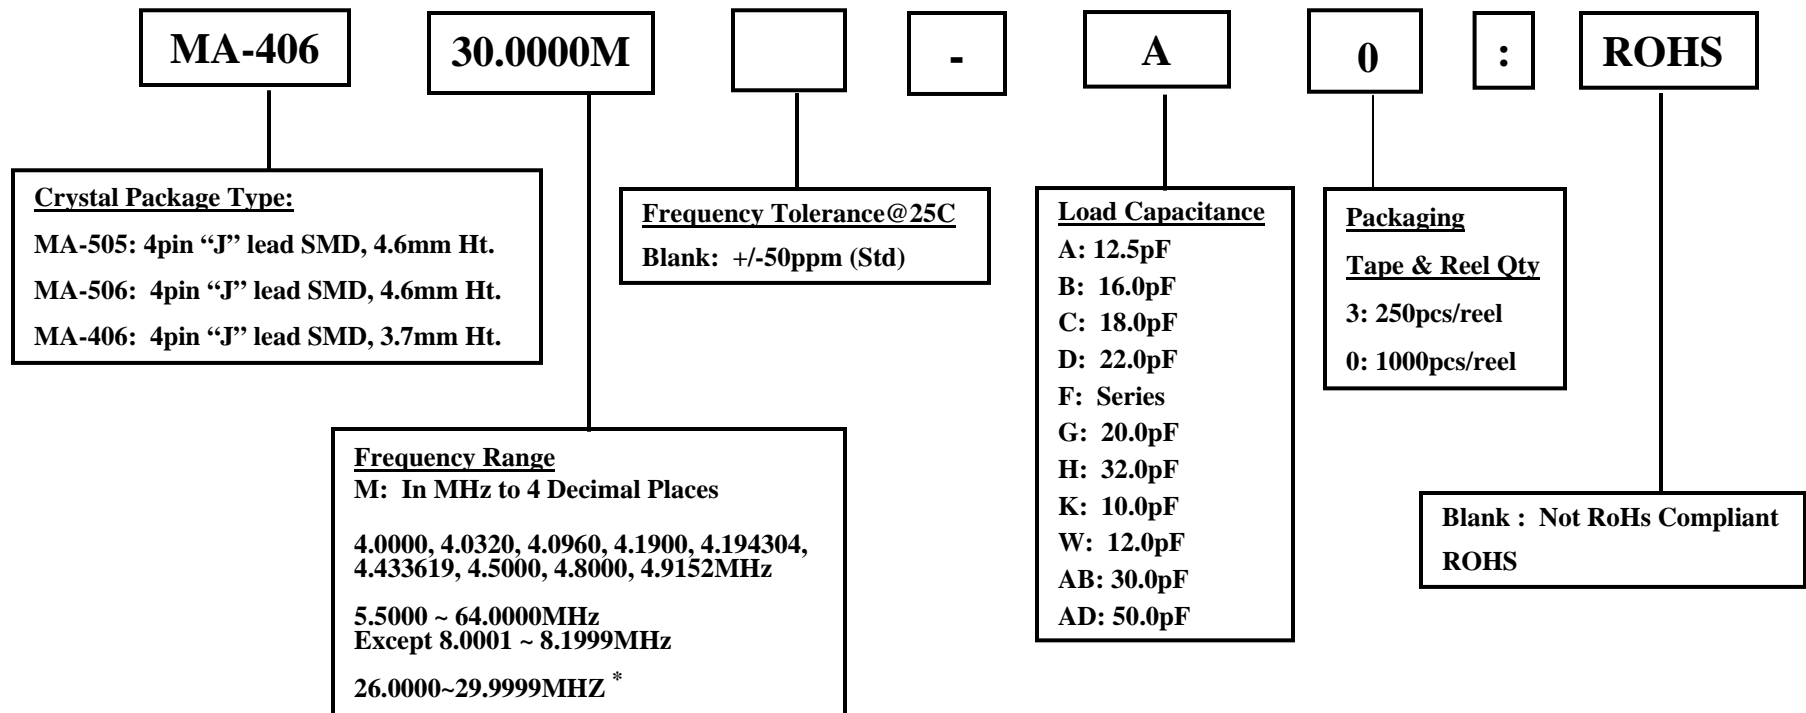 MA-406
30.0000M
-
A
0
:
ROHS
Crystal Package Type:
MA-505: 4pin “J” lead SMD, 4.6mm Ht.
MA-506:  4pin “J” lead SMD, 4.6mm Ht.
MA-406:  4pin “J” lead SMD, 3.7mm Ht.
Frequency Tolerance@25C
Blank:  +/-50ppm (Std)
Load Capacitance
A: 12.5pF
B:  16.0pF
C:  18.0pF
D:  22.0pF
F:  Series
G:  20.0pF
H:  32.0pF
K:  10.0pF
W:  12.0pF
AB: 30.0pF
AD: 50.0pF
Packaging
Tape & Reel Qty
3: 250pcs/reel
0: 1000pcs/reel
Frequency Range
M:  In MHz to 4 Decimal Places
4.0000, 4.0320, 4.0960, 4.1900, 4.194304,
4.433619, 4.5000, 4.8000, 4.9152MHz
5.5000 ~ 64.0000MHz
Except 8.0001 ~ 8.1999MHz
26.0000~29.9999MHZ *
Blank :  Not RoHs Compliant
ROHS